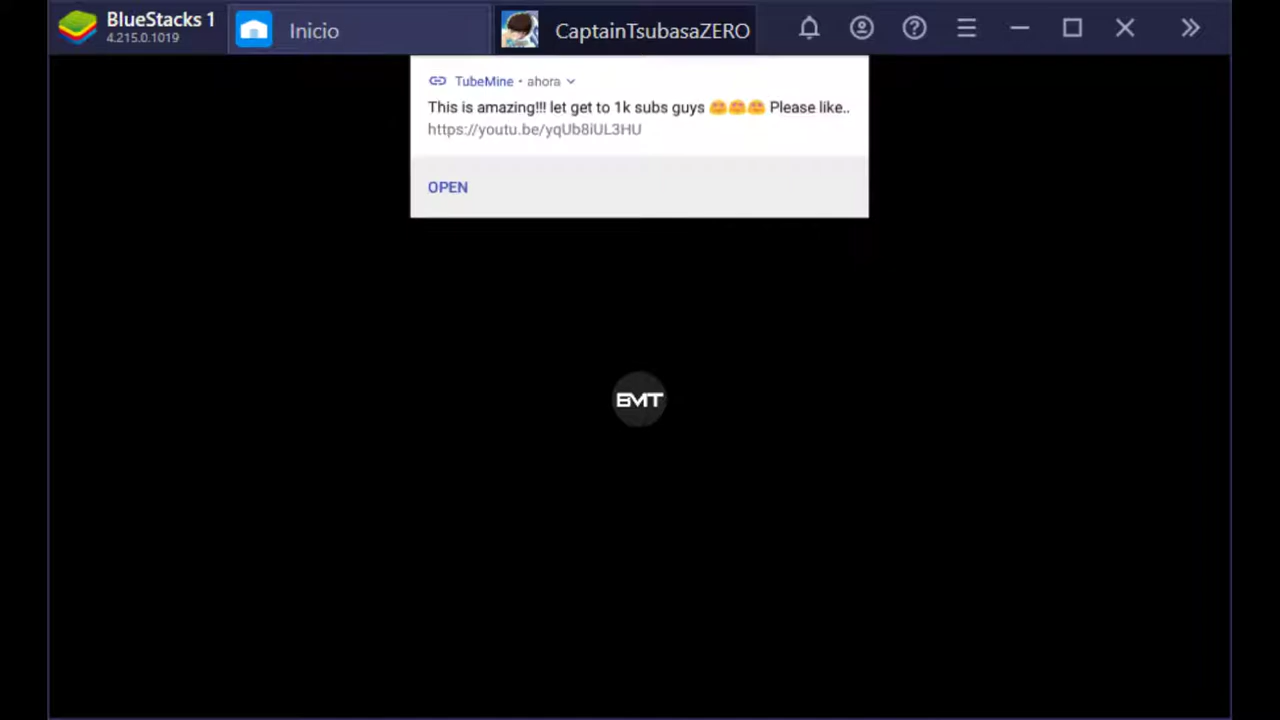 BlueStacks 1
4.215.0.1019
Inicio
CaptainTsubasaZERO
TubeMine • ahora
This is amazing!!! let get to 1k subs guys 🤗🤗🤗 Please like..
https://youtu.be/yqUb8iUL3HU
OPEN